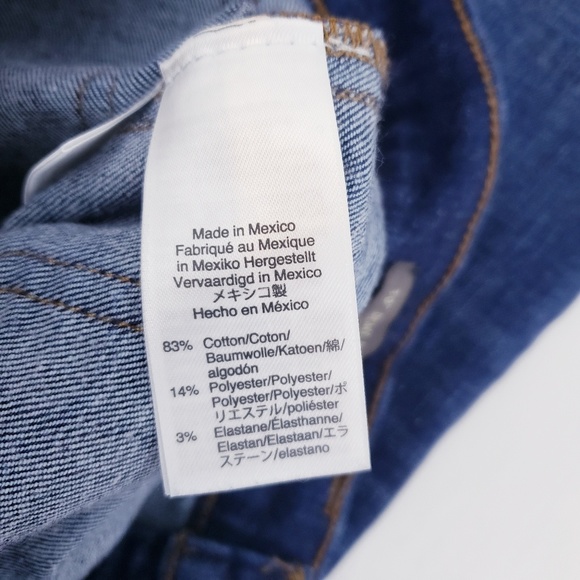 Made in Mexico
Fabriqué au Mexique
in Mexiko Hergestellt
Vervaardigd in Mexico
メキシコ製
Hecho en México
83% Cotton/Coton/
Baumwolle/Katoen/綿/
algodón
14% Polyester/Polyester/
Polyester/Polyester/ポ
リエステル/poliéster
3% Elastane/Élasthanne/
Elastan/Elastaan/エラ
ステーン/elastano